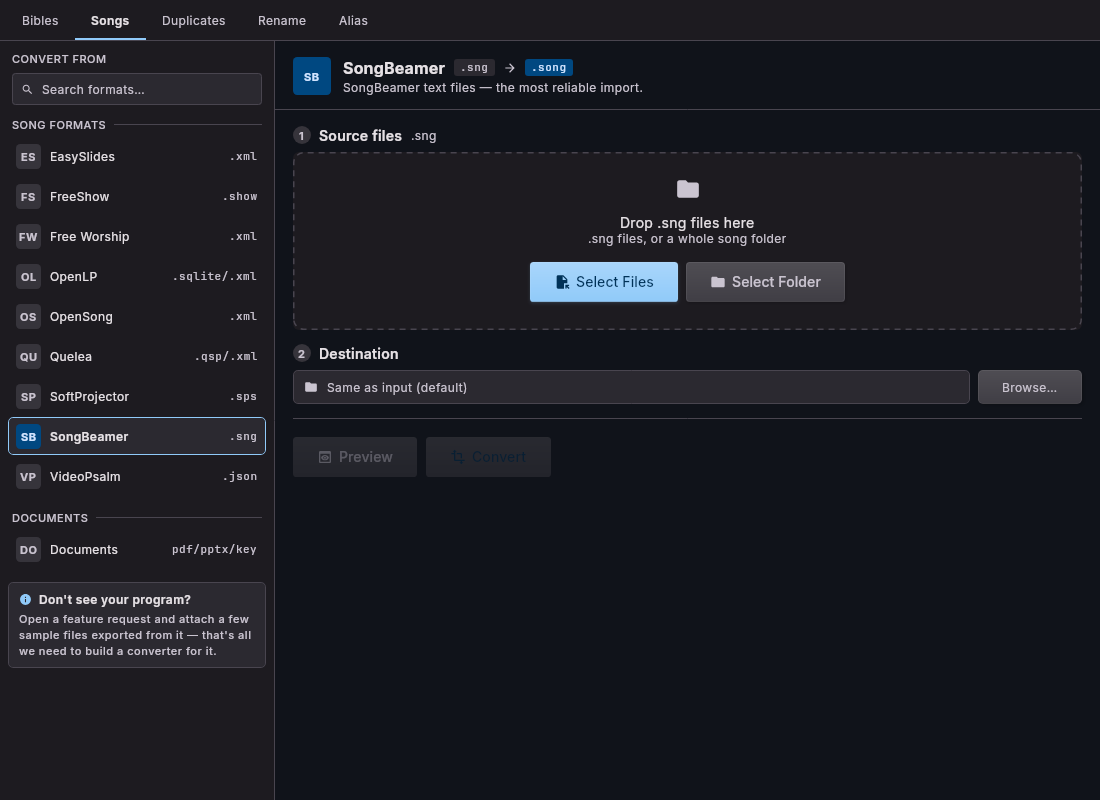 Bibles
Songs
Duplicates
Rename
Alias
CONVERT FROM
Search formats...
SONG FORMATS
ES EasySlides .xml
FS FreeShow .show
FW Free Worship .xml
OL OpenLP .sqlite/.xml
OS OpenSong .xml
QU Quelea .qsp/.xml
SP SoftProjector .sps
SB SongBeamer .sng
VP VideoPsalm .json
DOCUMENTS
DO Documents pdf/pptx/key
Don't see your program?
Open a feature request and attach a few
sample files exported from it — that's all
we need to build a converter for it.
SB SongBeamer .sng → .song
SongBeamer text files — the most reliable import.
1 Source files .sng
Drop .sng files here
.sng files, or a whole song folder
Select Files
Select Folder
2 Destination
Same as input (default)
Browse...
Preview
Convert